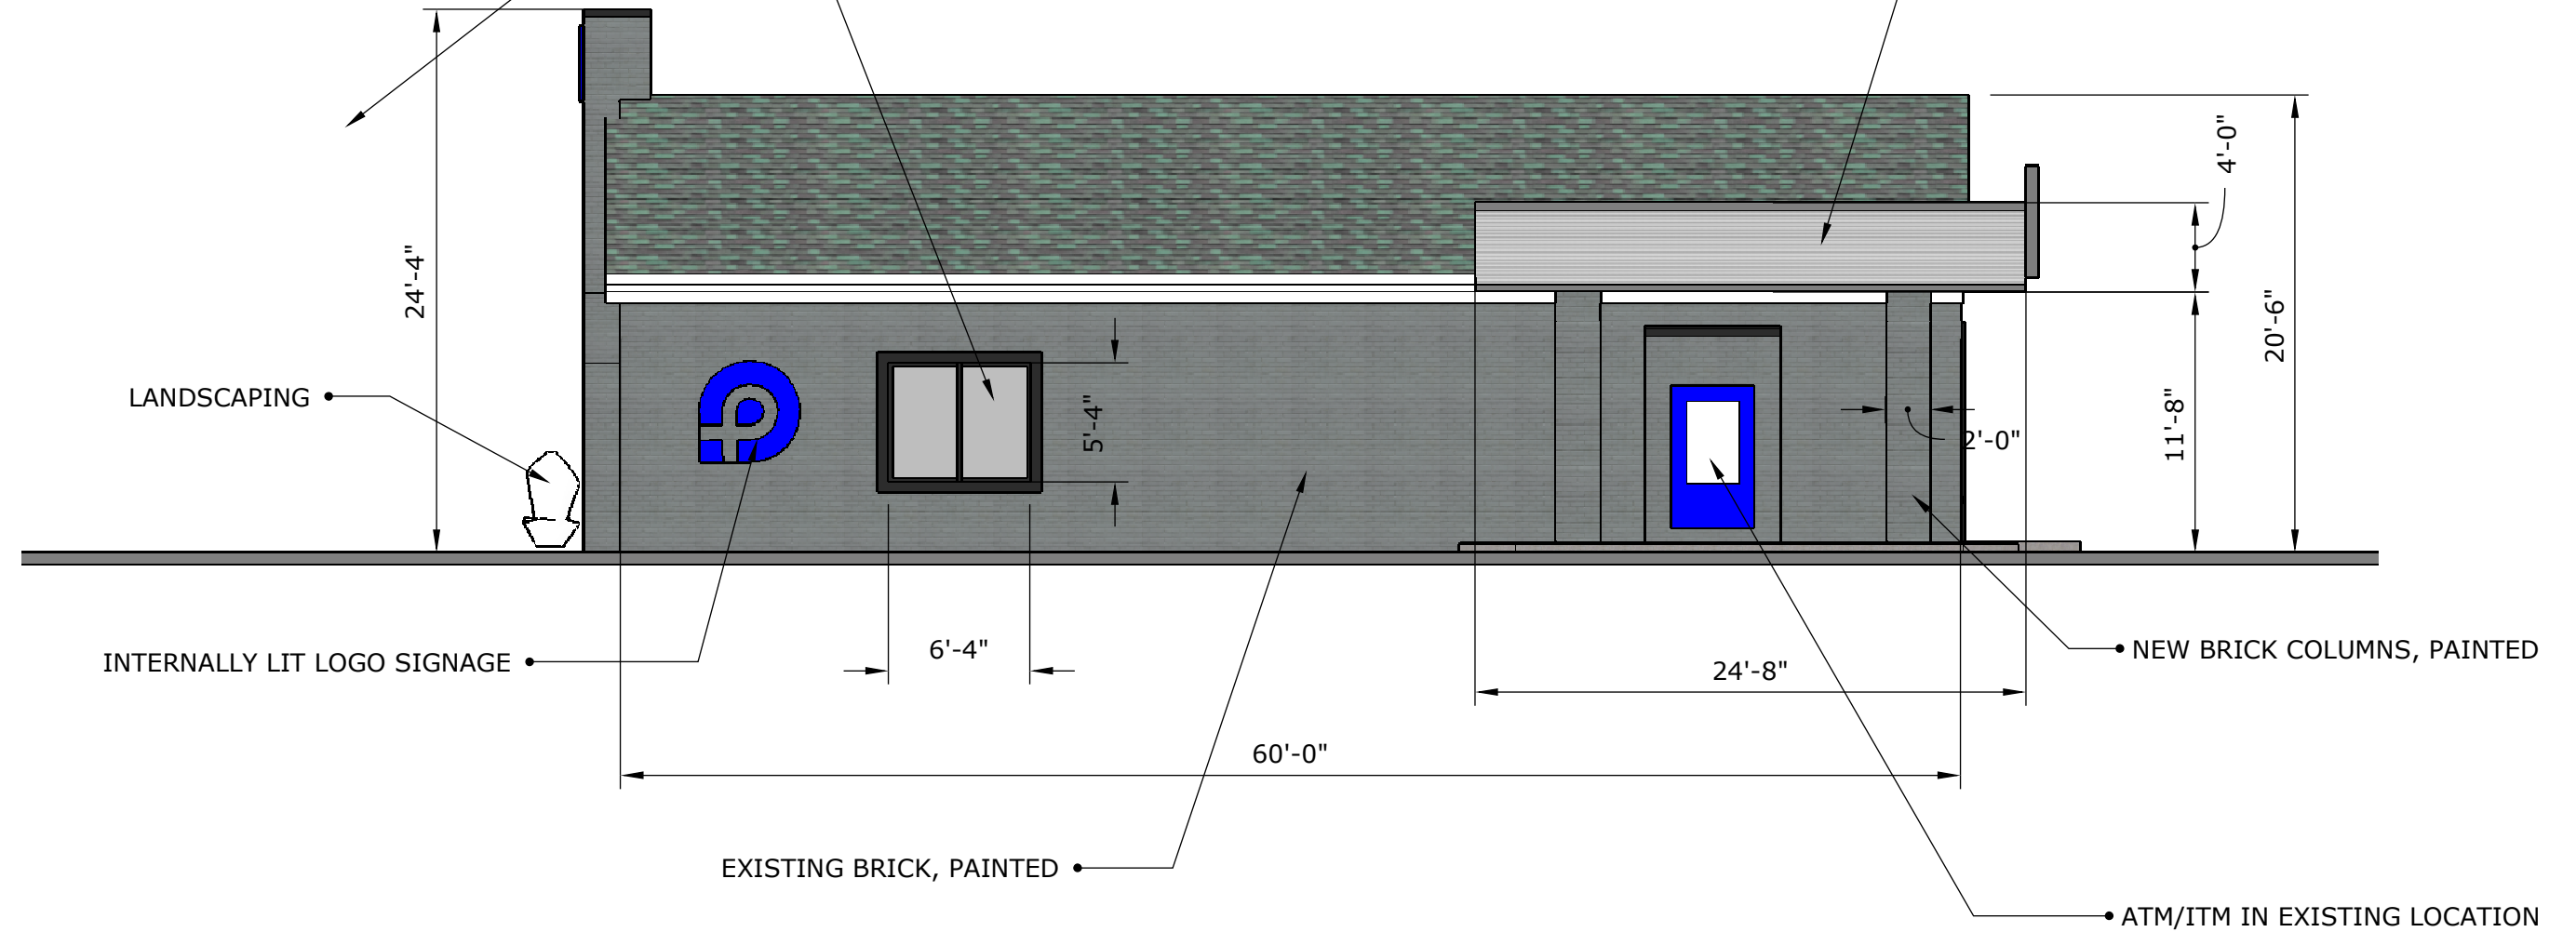 4'-0"
24'-4"
20'-6"
LANDSCAPING
5'-4"
2'-0"
11'-8"
INTERNALLY LIT LOGO SIGNAGE
6'-4"
NEW BRICK COLUMNS, PAINTED
24'-8"
60'-0"
EXISTING BRICK, PAINTED
ATM/ITM IN EXISTING LOCATION